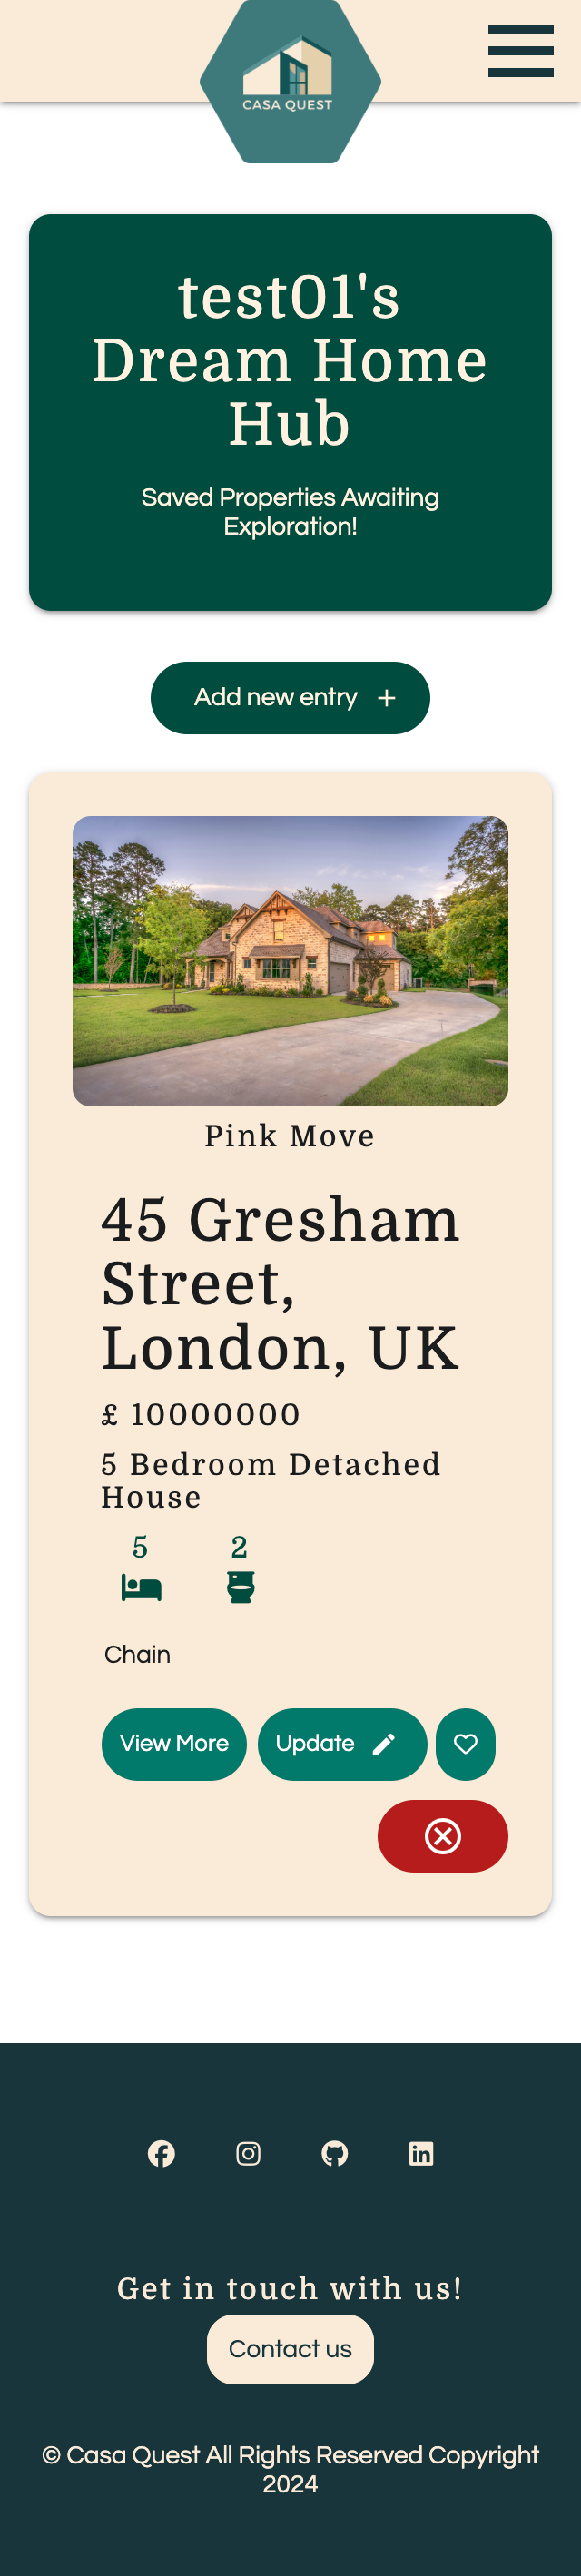 CASA QUEST
test01's
Dream Home
Hub
Saved Properties Awaiting
Exploration!
Add new entry
Pink Move
45 Gresham
Street,
London, UK
£ 10000000
5 Bedroom Detached
House
5 2
Chain
View More Update
Get in touch with us!
Contact us
© Casa Quest All Rights Reserved Copyright
2024